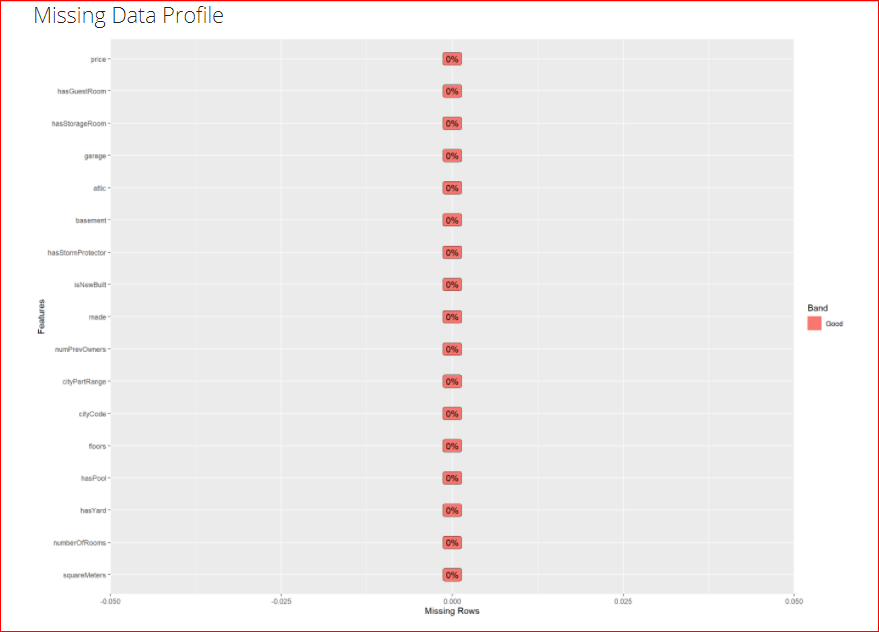 Missing Data Profile
price
0%
hasGuestRoom
0%
hasStorageRoom
0%
garage
0%
attic
0%
basement
0%
hasStormProtector
0%
isNewBuilt
0%
made
0%
numPrevOwners
0%
cityPartRange
0%
cityCode
0%
floors
0%
hasPool
0%
hasYard
0%
numberOfRooms
0%
squareMeters
0%
Features
Band
Good
-0.050
-0.025
0.000
0.025
0.050
Missing Rows